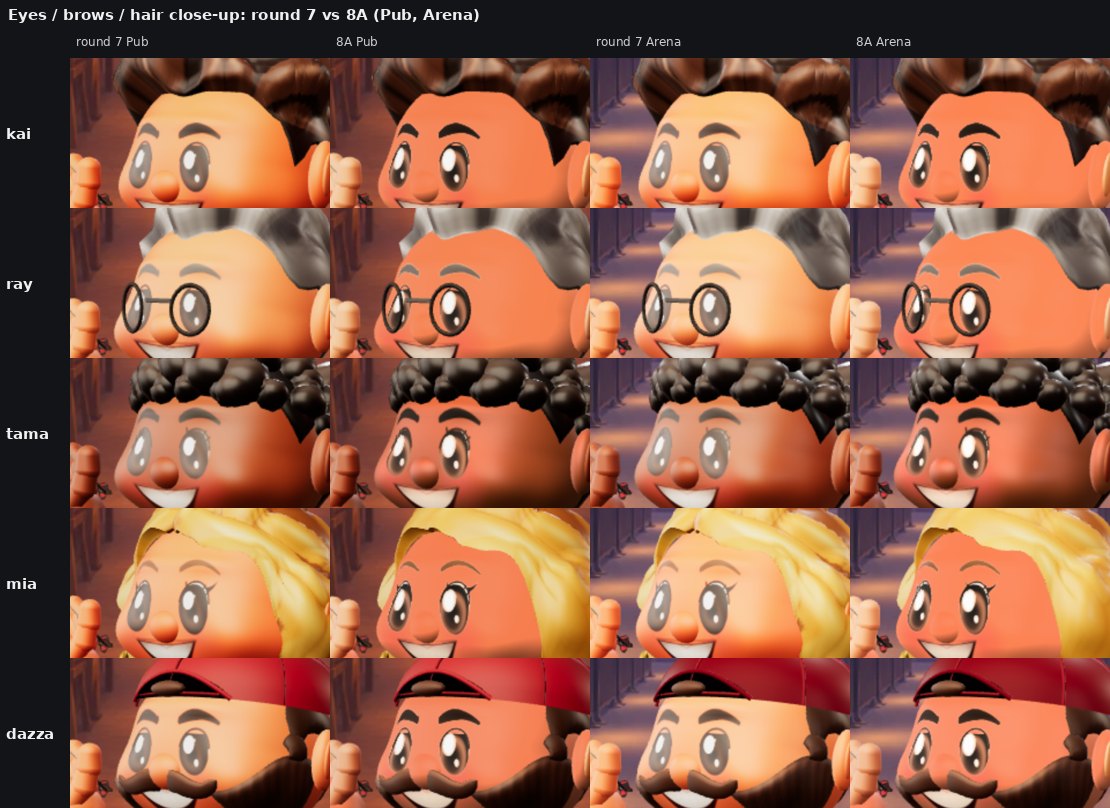 Eyes / brows / hair close-up: round 7 vs 8A (Pub, Arena)
round 7 Pub 8A Pub round 7 Arena 8A Arena
kai
ray
tama
mia
dazza